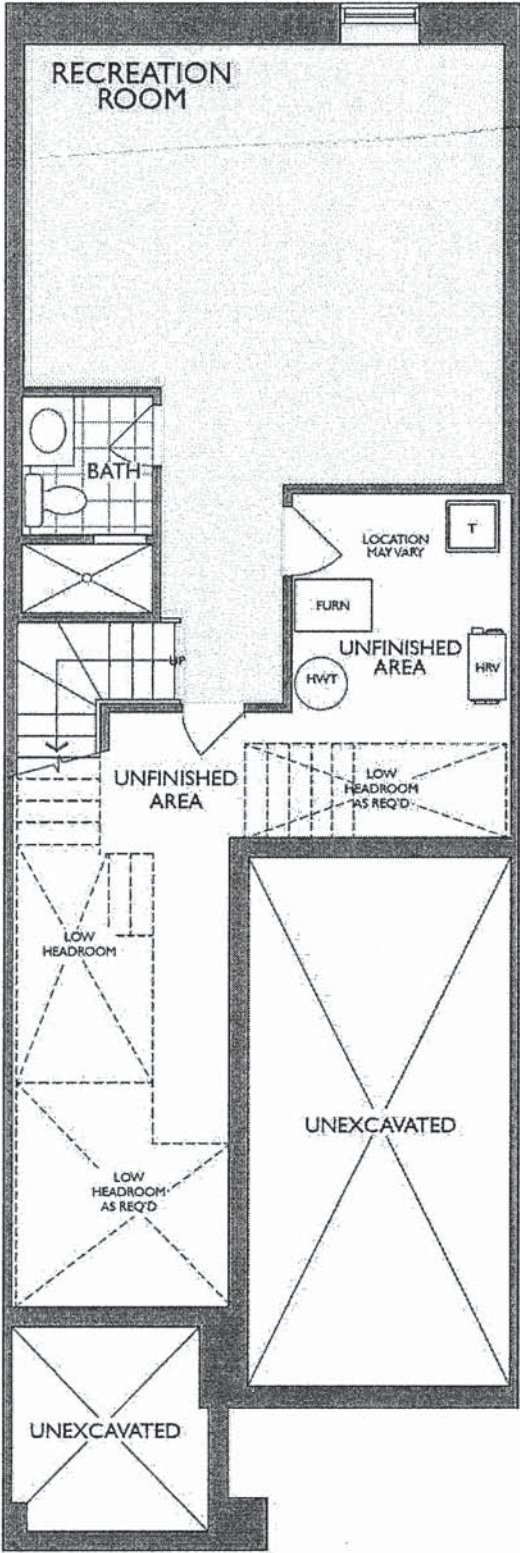 RECREATION
ROOM
BATH
LOCATION
MAY VARY
T
FURN
UNFINISHED
AREA
HRV
HWT
UP
UNFINISHED
AREA
LOW
HEADROOM
AS REQ'D
LOW
HEADROOM
UNEXCAVATED
LOW
HEADROOM
AS REQ'D
UNEXCAVATED